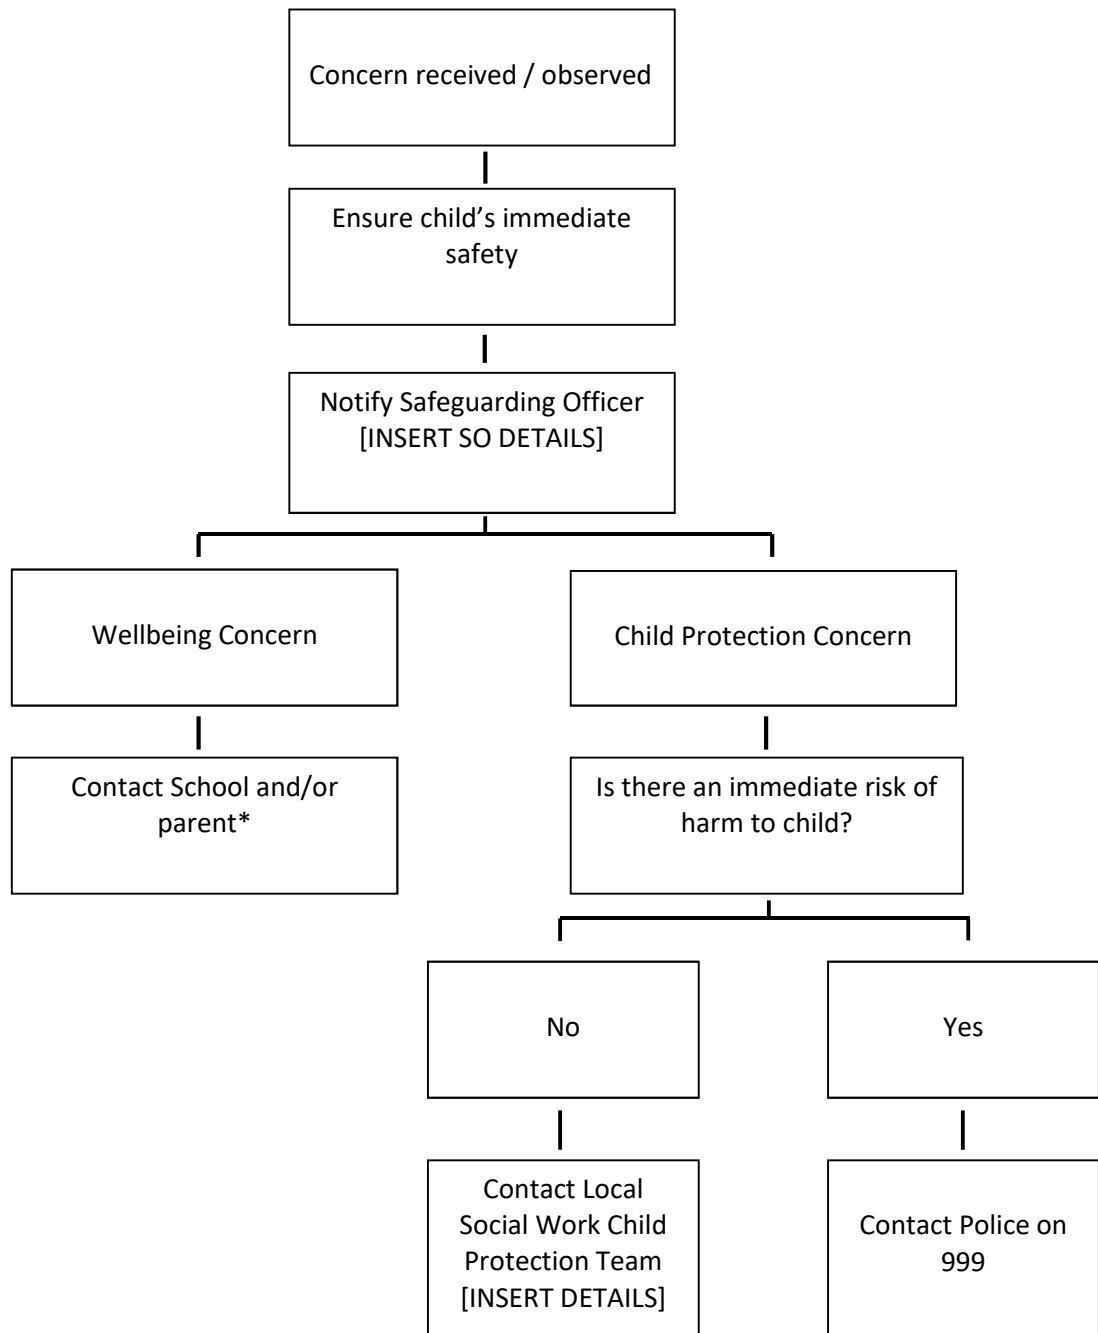 Concern received / observed
Ensure child’s immediate
safety
Notify Safeguarding Officer
[INSERT SO DETAILS]
Wellbeing Concern
Child Protection Concern
Contact School and/or
parent*
Is there an immediate risk of
harm to child?
No
Yes
Contact Local
Social Work Child
Protection Team
[INSERT DETAILS]
Contact Police on
999